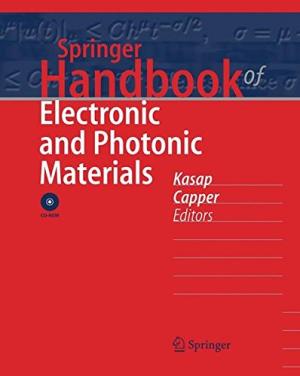 Springer
Handbook of
Electronic
and Photonic
Materials
CD-ROM
Kasap
Capper
Editors
Springer